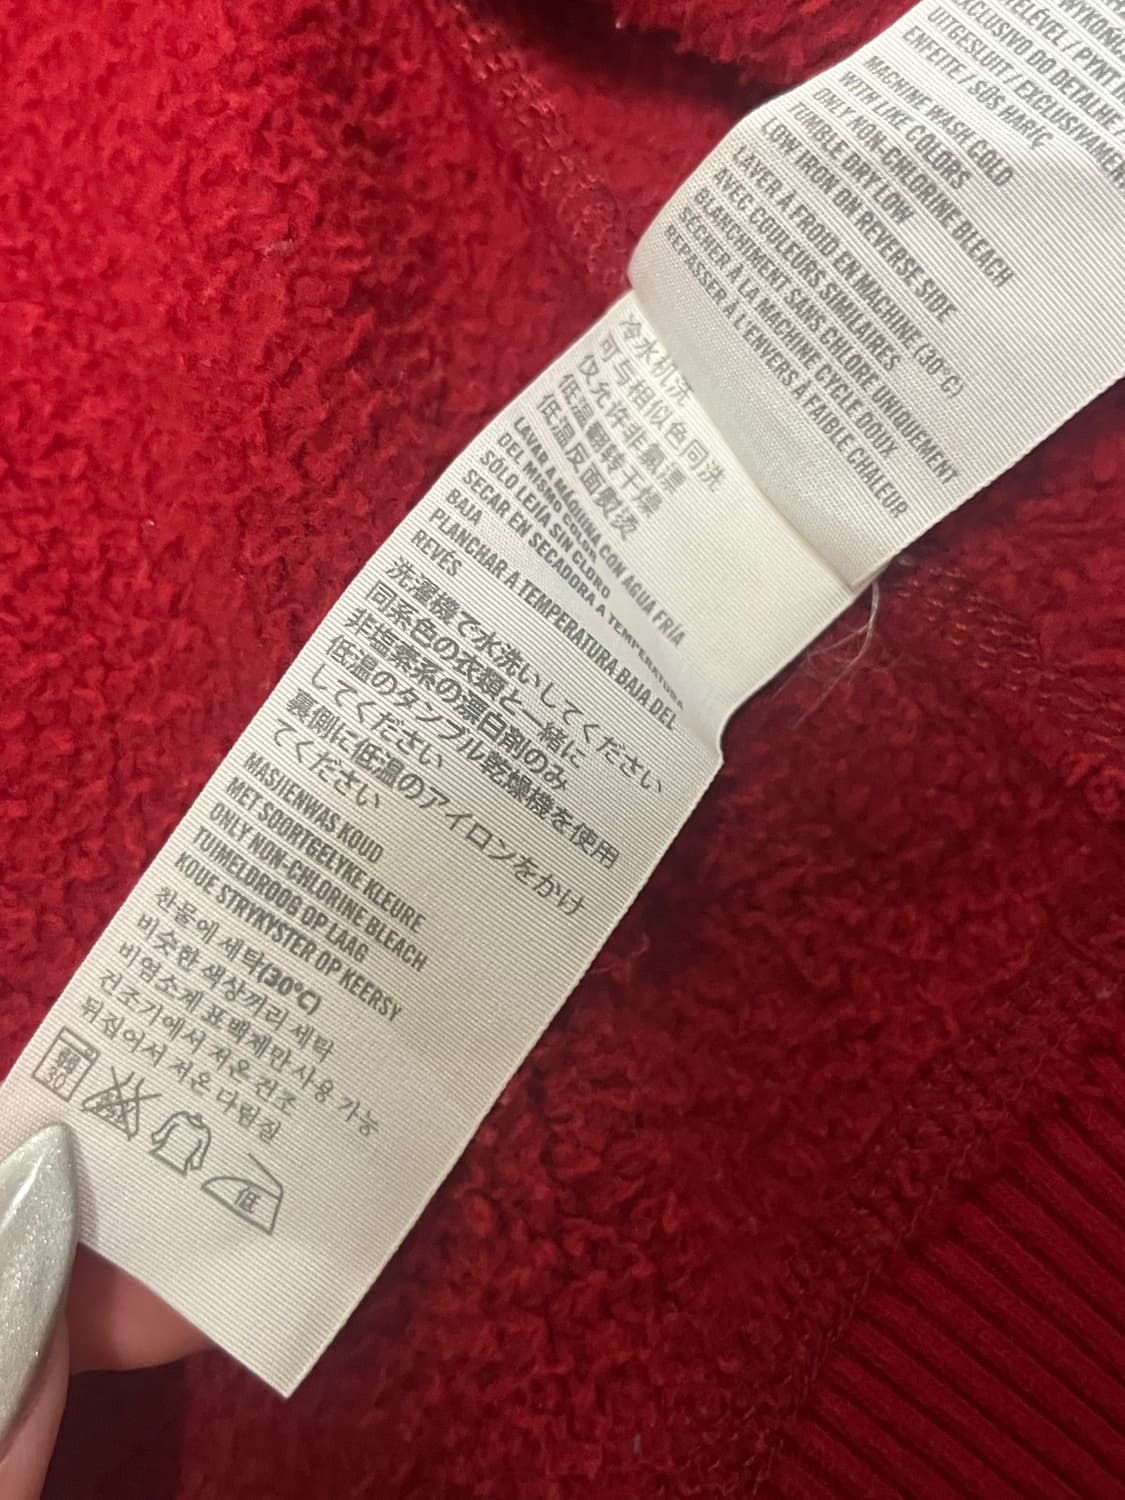 WYKOŃC
RELEVÉ / PYNT
EXCLUSIVO DO DETALHE /
UITGESLUIT / EXCLUSIVAMEN
ENFEITE / SÜS HARİÇ
MACHINE WASH COLD
WITH LIKE COLORS
ONLY NON-CHLORINE BLEACH
TUMBLE DRY LOW
LOW IRON ON REVERSE SIDE
LAVER À FROID EN MACHINE (30°C)
AVEC COULEURS SIMILAIRES
BLANCHIMENT SANS CHLORE UNIQUEMENT
SÉCHER À LA MACHINE CYCLE DOUX
REPASSER À L'ENVERS À FAIBLE CHALEUR
冷水机洗
可与相似色同洗
仅允许非氯漂
低温翻转干燥
低温反面熨烫
LAVAR A MÁQUINA CON AGUA FRÍA
DEL MISMO COLOR
SÓLO LEJÍA SIN CLORO
SECAR EN SECADORA A TEMPERATURA
BAJA
PLANCHAR A TEMPERATURA BAJA DEL
REVÉS
洗濯機で水洗いしてください
同系色の衣類と一緒に
非塩素系の漂白剤のみ
低温のタンブル乾燥機を使用
してください
裏側に低温のアイロンをかけ
てください
MASJIENWAS KOUD
MET SOORTGELYKE KLEURE
ONLY NON-CHLORINE BLEACH
TUIMELDROOG OP LAAG
KOUE STRYKYSTER OP KEERSY
찬물에 세탁(30°C)
비슷한 색상끼리 세탁
비염소계 표백제만 사용 가능
건조기에서 저온 건조
뒤집어서 저온 다림질
30
低